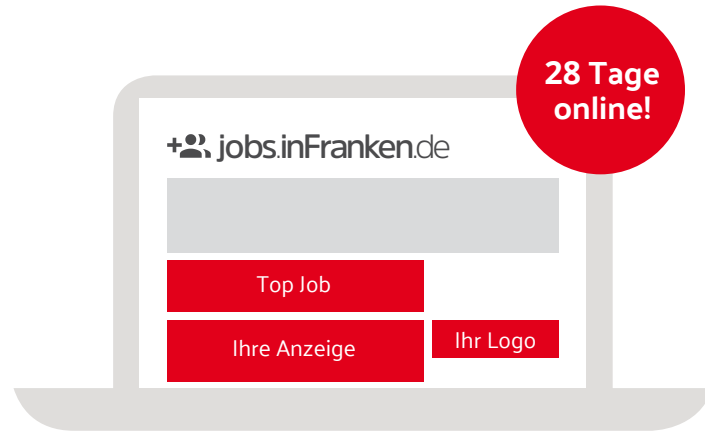 28 Tage
online!
jobs.inFranken.de
Top Job
Ihre Anzeige
Ihr Logo